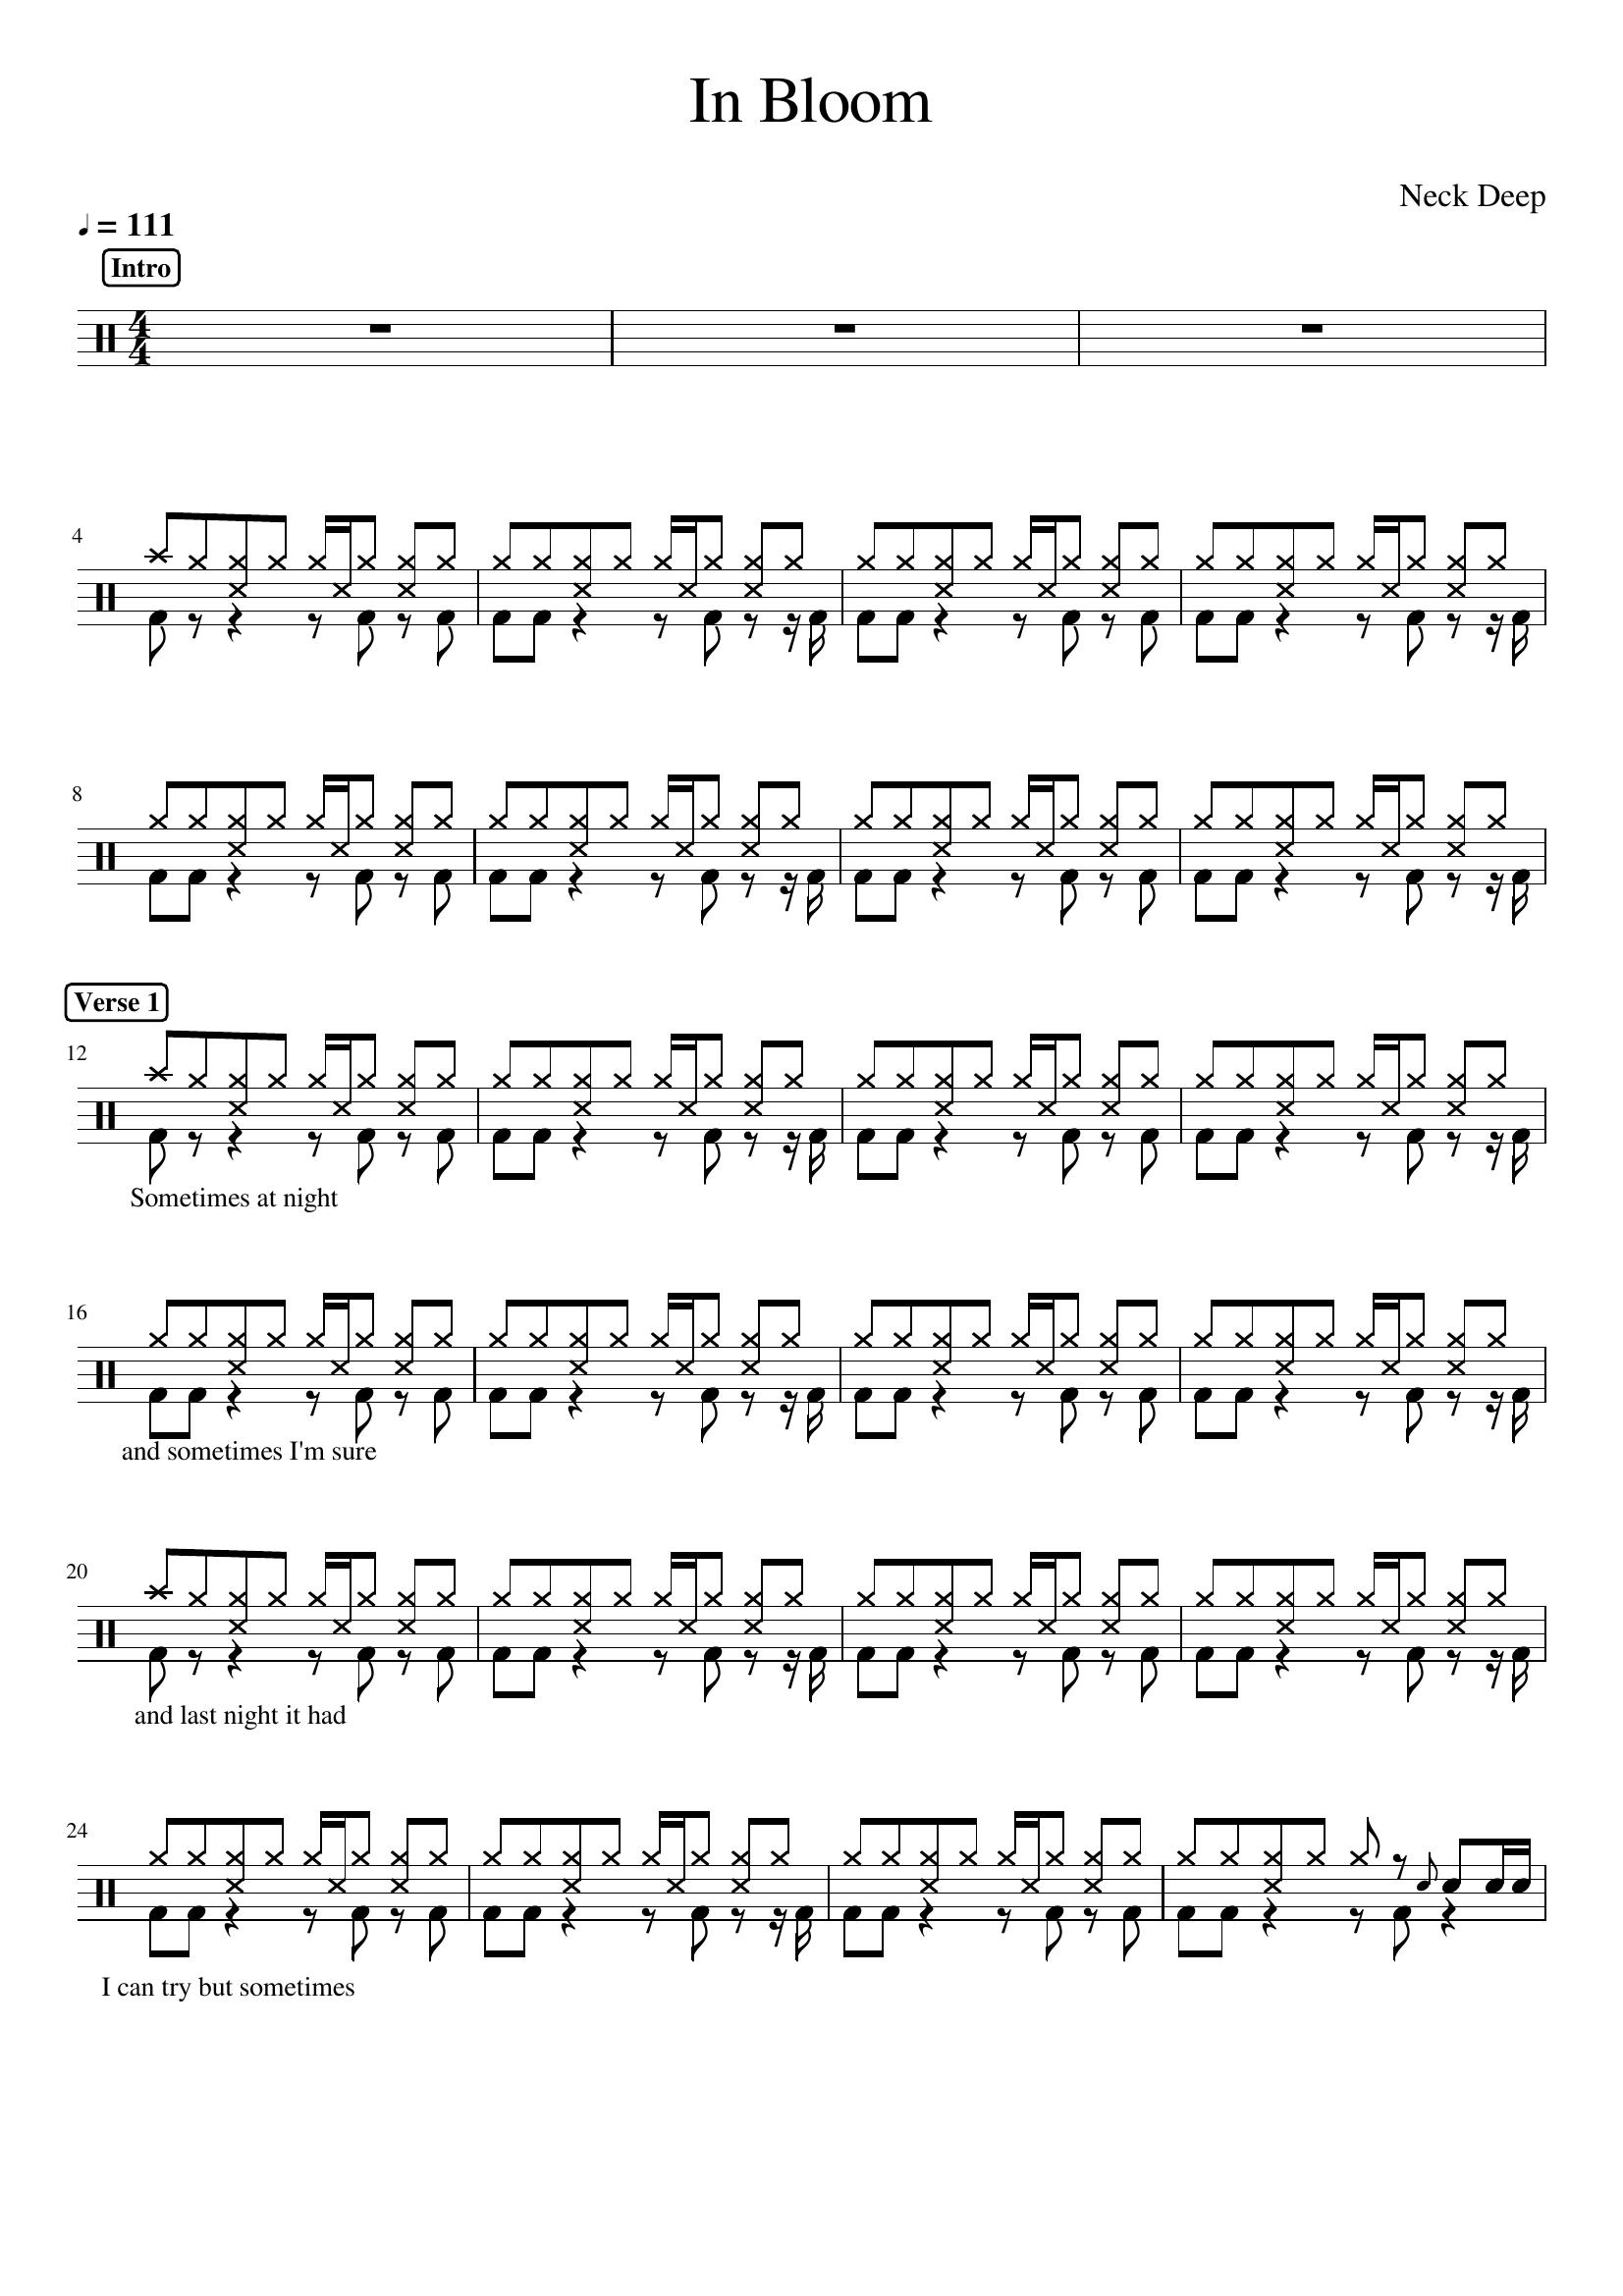 In Bloom
Neck Deep
♩ = 111
Intro
4
4
4
8
Verse 1
12
Sometimes at night
16
and sometimes I'm sure
20
and last night it had
24
I can try but sometimes